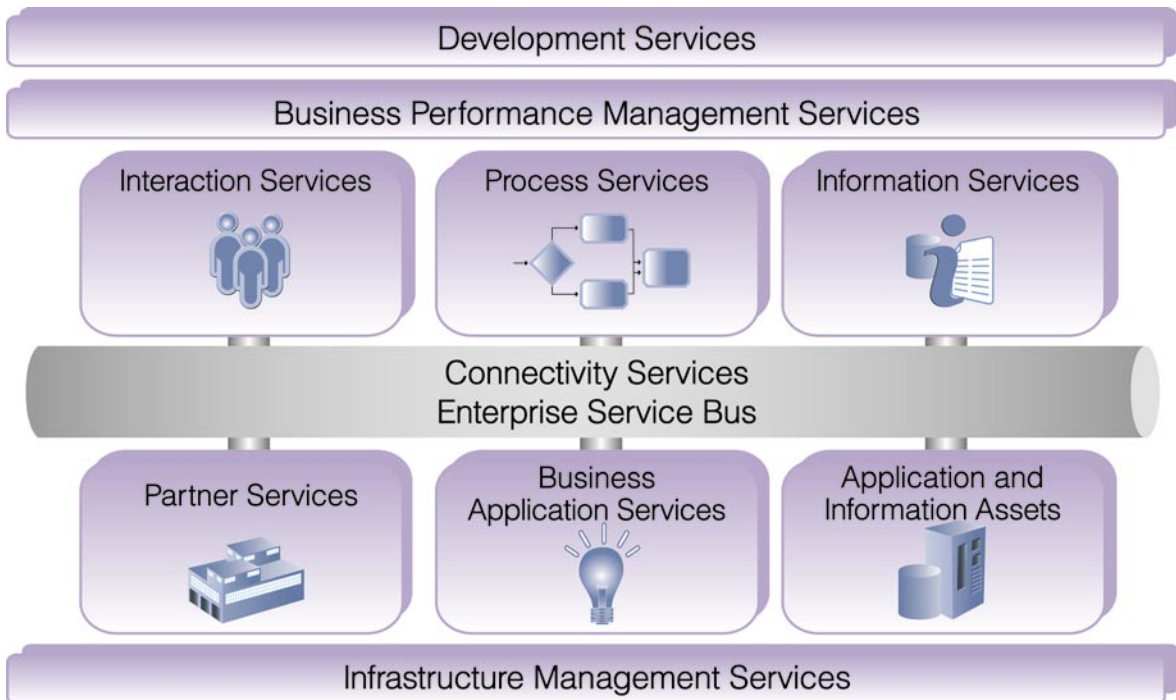 Development Services
Business Performance Management Services
Interaction Services
Process Services
Information Services
Connectivity Services
Enterprise Service Bus
Partner Services
Business
Application Services
Application and
Information Assets
Infrastructure Management Services